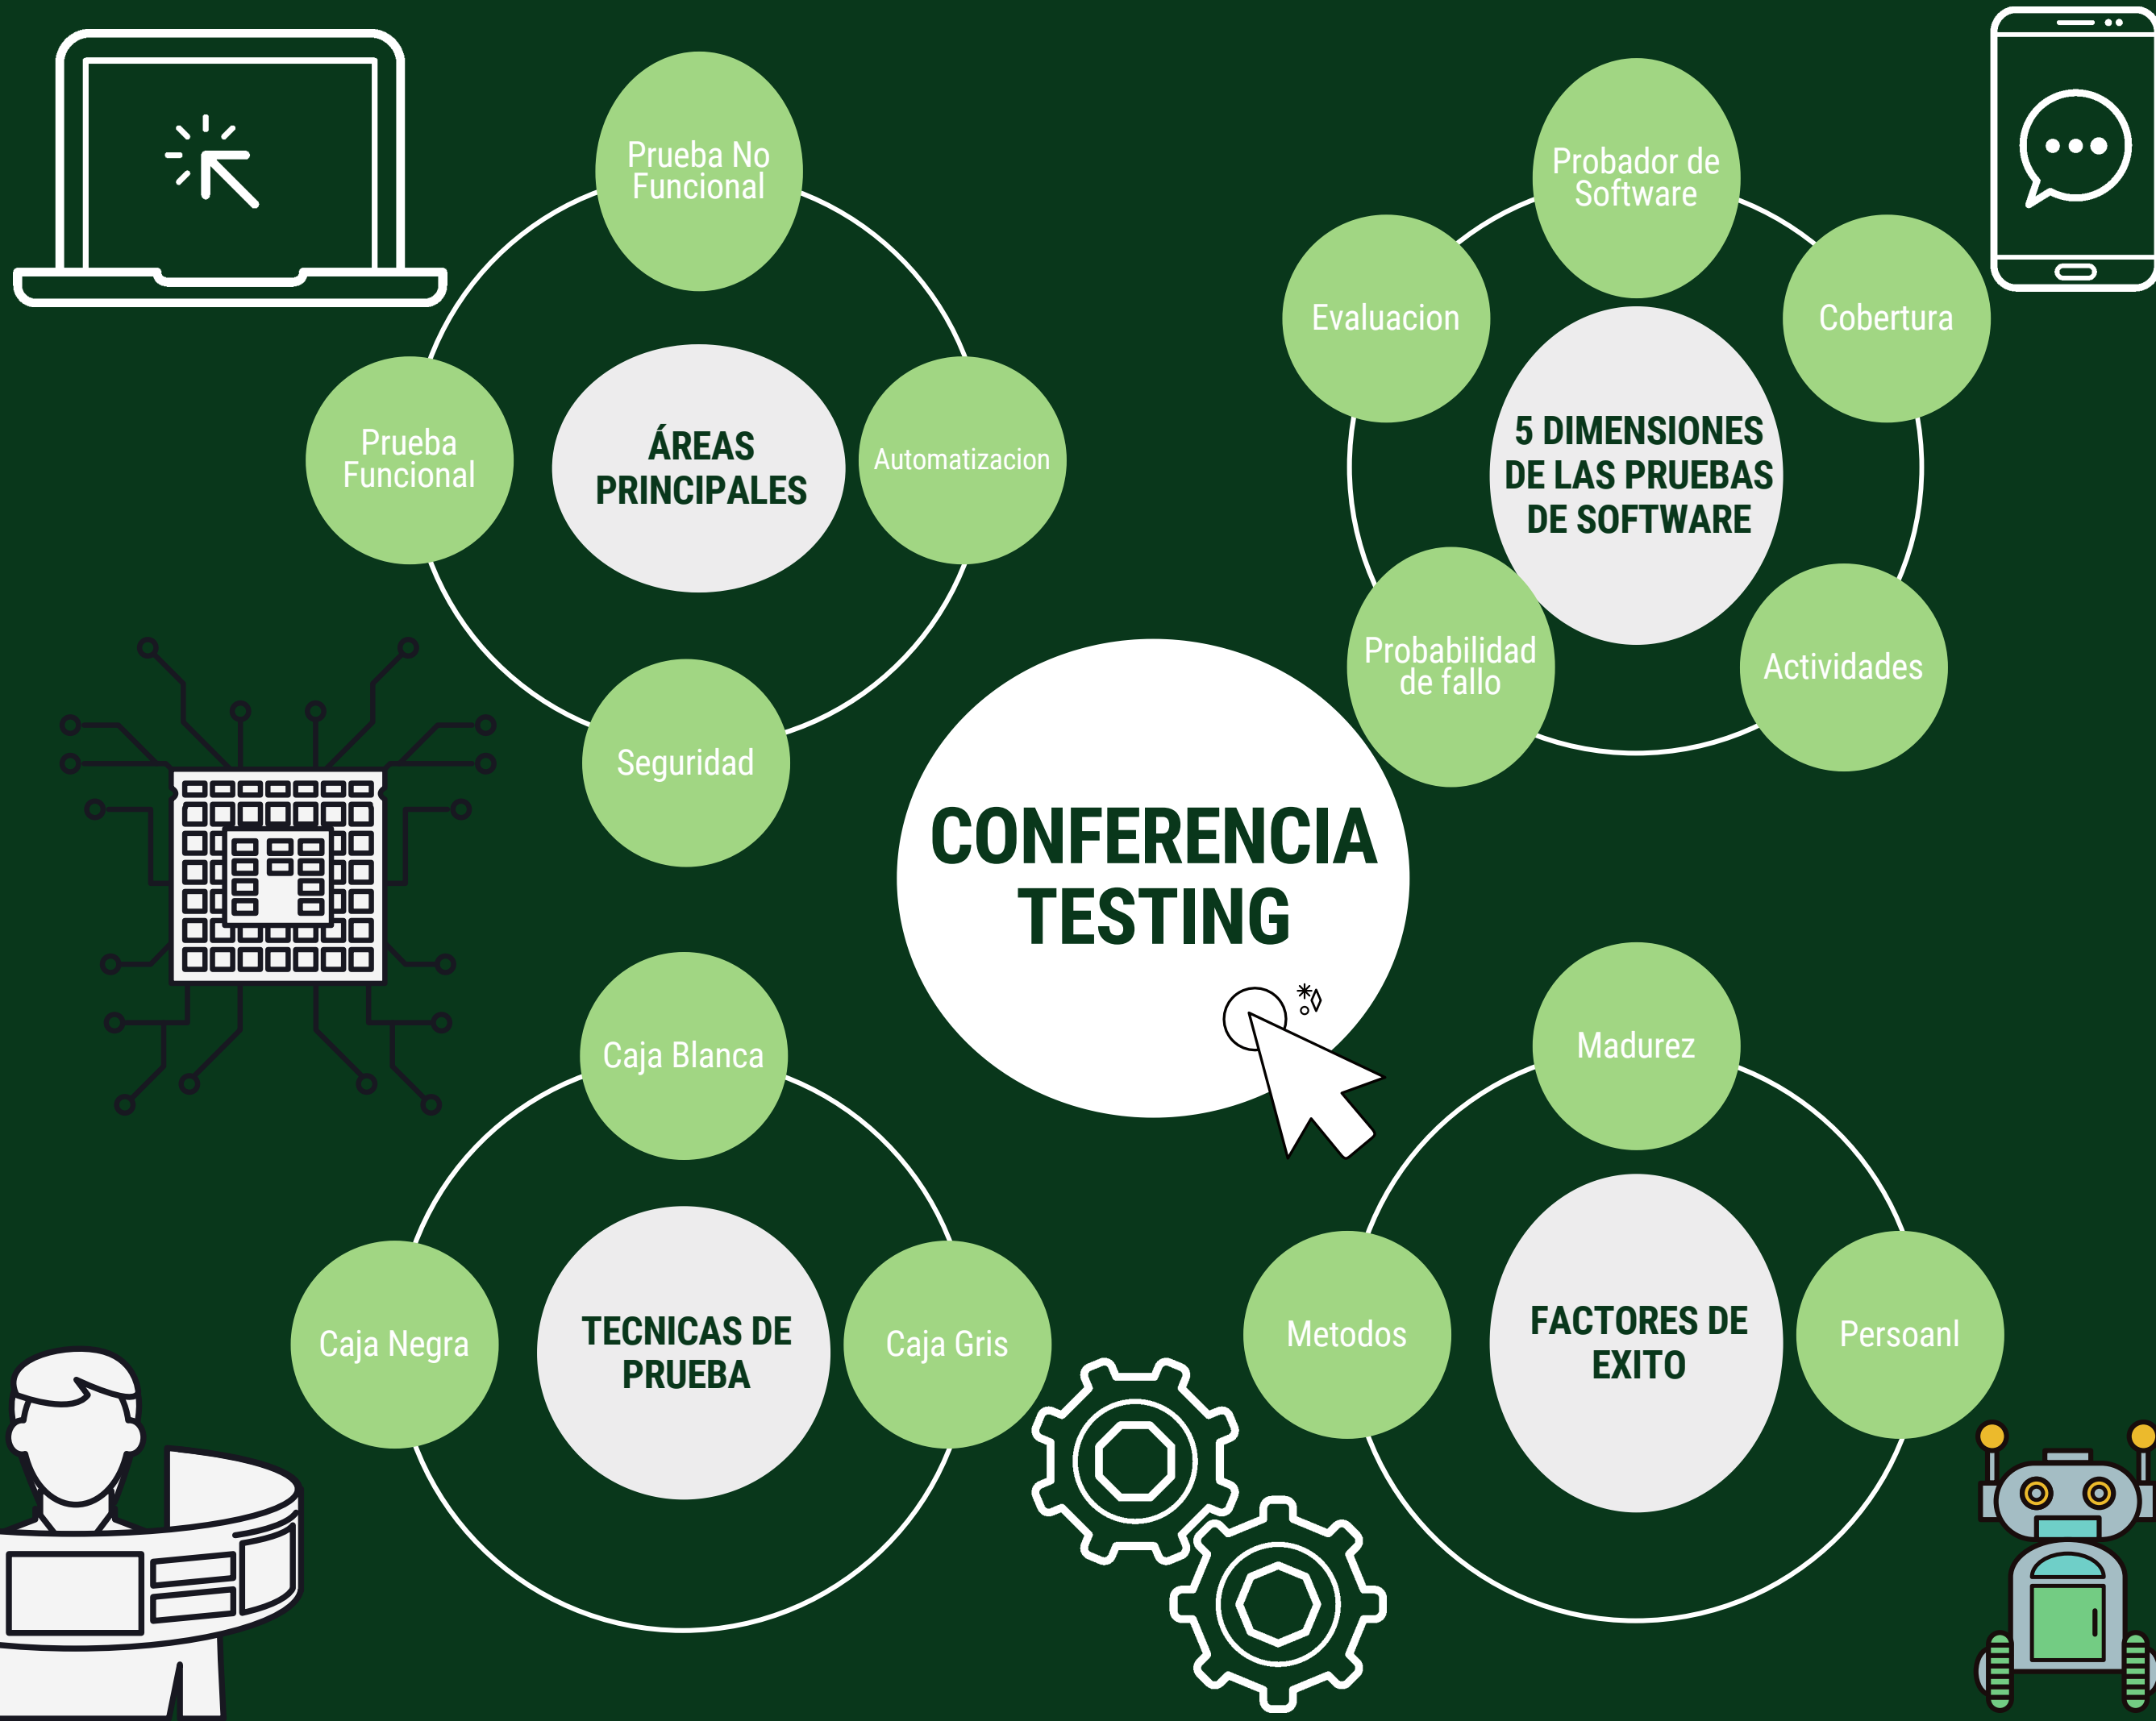 Prueba No
Funcional
Prueba
Funcional
ÁREAS
PRINCIPALES
Automatizacion
Seguridad
Probador de
Software
Evaluacion
Cobertura
5 DIMENSIONES
DE LAS PRUEBAS
DE SOFTWARE
Probabilidad
de fallo
Actividades
CONFERENCIA
TESTING
Caja Blanca
Caja Negra
TECNICAS DE
PRUEBA
Caja Gris
Madurez
Metodos
FACTORES DE
EXITO
Persoanl